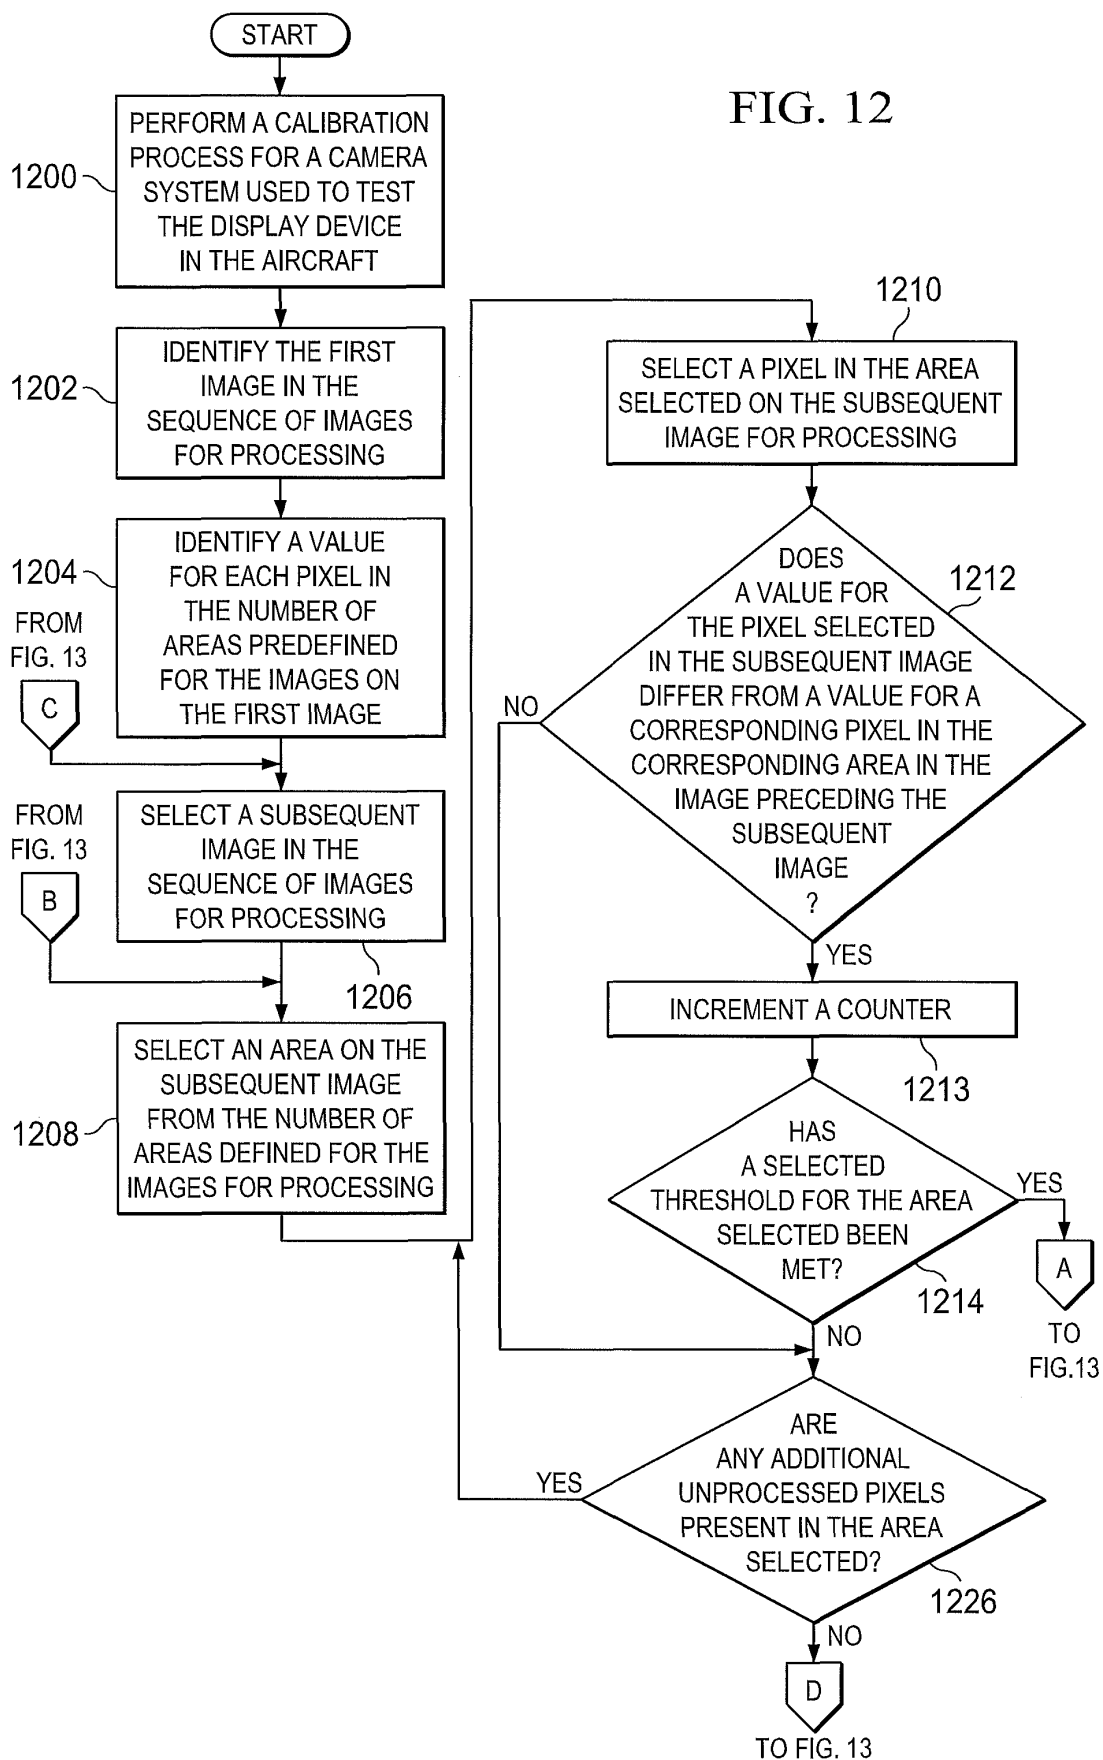 START
FIG. 12
PERFORM A CALIBRATION
PROCESS FOR A CAMERA
SYSTEM USED TO TEST
THE DISPLAY DEVICE
IN THE AIRCRAFT
1200
IDENTIFY THE FIRST
IMAGE IN THE
SEQUENCE OF IMAGES
FOR PROCESSING
1202
IDENTIFY A VALUE
FOR EACH PIXEL IN
THE NUMBER OF
AREAS PREDEFINED
FOR THE IMAGES ON
THE FIRST IMAGE
1204
FROM
FIG. 13
C
SELECT A SUBSEQUENT
IMAGE IN THE
SEQUENCE OF IMAGES
FOR PROCESSING
1206
FROM
FIG. 13
B
SELECT AN AREA ON THE
SUBSEQUENT IMAGE
FROM THE NUMBER OF
AREAS DEFINED FOR THE
IMAGES FOR PROCESSING
1208
1210
SELECT A PIXEL IN THE AREA
SELECTED ON THE SUBSEQUENT
IMAGE FOR PROCESSING
1212
DOES
A VALUE FOR
THE PIXEL SELECTED
IN THE SUBSEQUENT IMAGE
DIFFER FROM A VALUE FOR A
CORRESPONDING PIXEL IN THE
CORRESPONDING AREA IN THE
IMAGE PRECEDING THE
SUBSEQUENT
IMAGE
?
NO
YES
INCREMENT A COUNTER
1213
HAS
A SELECTED
THRESHOLD FOR THE AREA
SELECTED BEEN
MET?
1214
YES
A
TO
FIG.13
NO
ARE
ANY ADDITIONAL
UNPROCESSED PIXELS
PRESENT IN THE AREA
SELECTED?
1226
YES
NO
D
TO FIG. 13